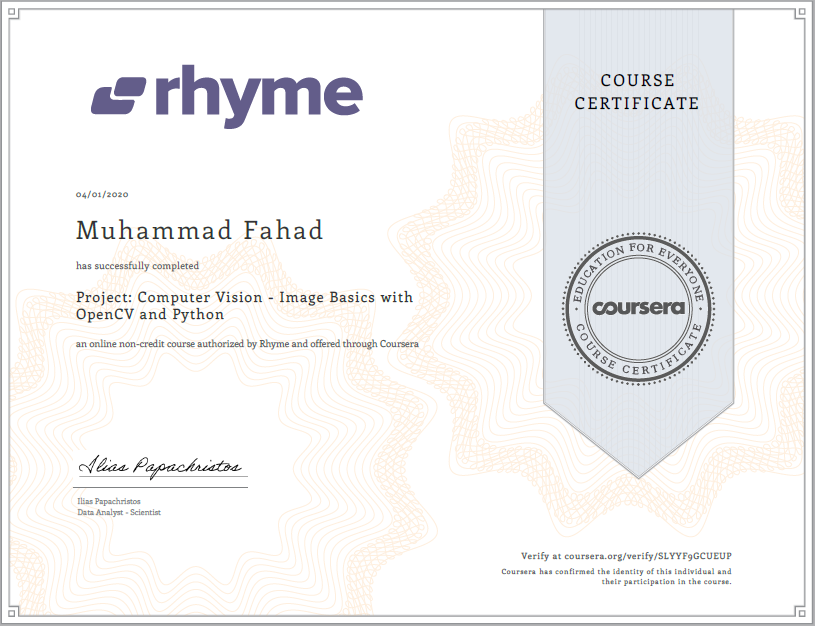 rhyme
COURSE
CERTIFICATE
04/01/2020
Muhammad Fahad
has successfully completed
Project: Computer Vision - Image Basics with
OpenCV and Python
an online non-credit course authorized by Rhyme and offered through Coursera
EDUCATION FOR EVERYONE
coursera
COURSE CERTIFICATE
Ilias Papachristos
Ilias Papachristos
Data Analyst - Scientist
Verify at coursera.org/verify/SLYYF9GCUEUP
Coursera has confirmed the identity of this individual and
their participation in the course.